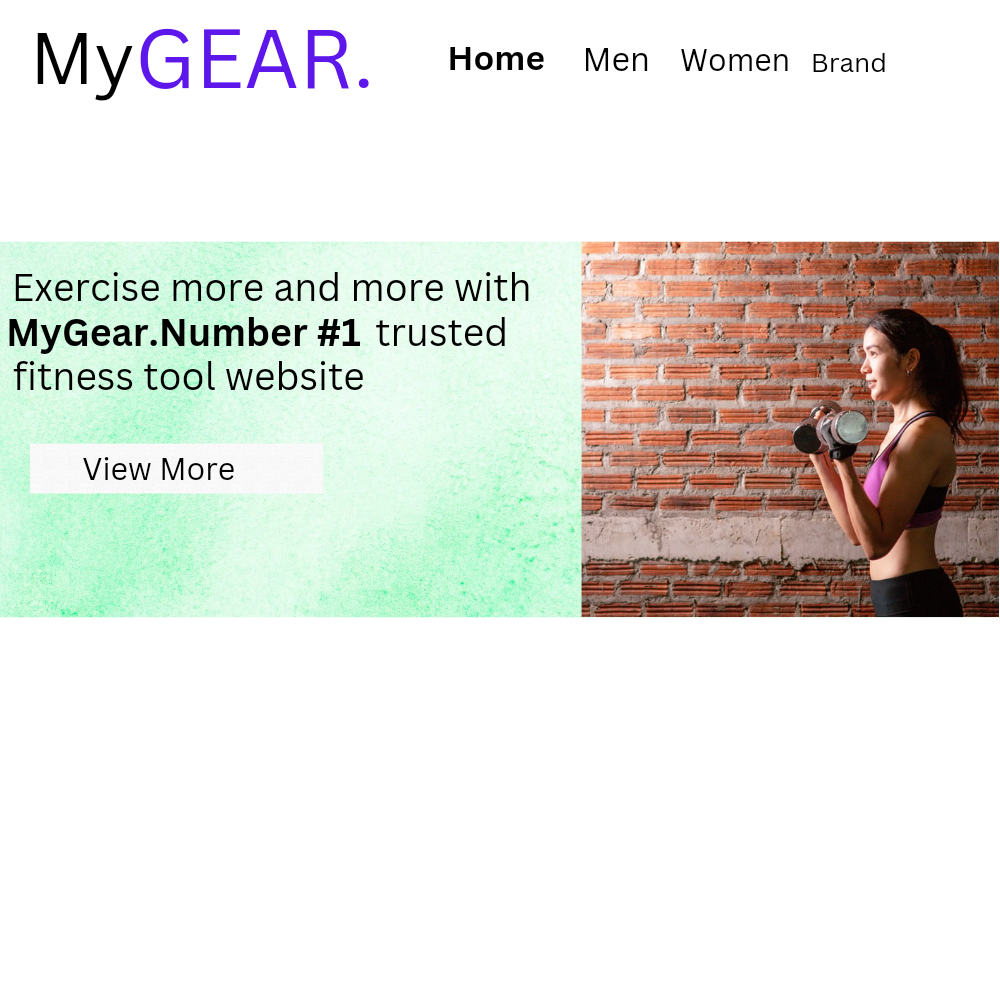 MyGEAR.
Home Men Women Brand
Exercise more and more with
MyGear.Number #1 trusted
fitness tool website
View More